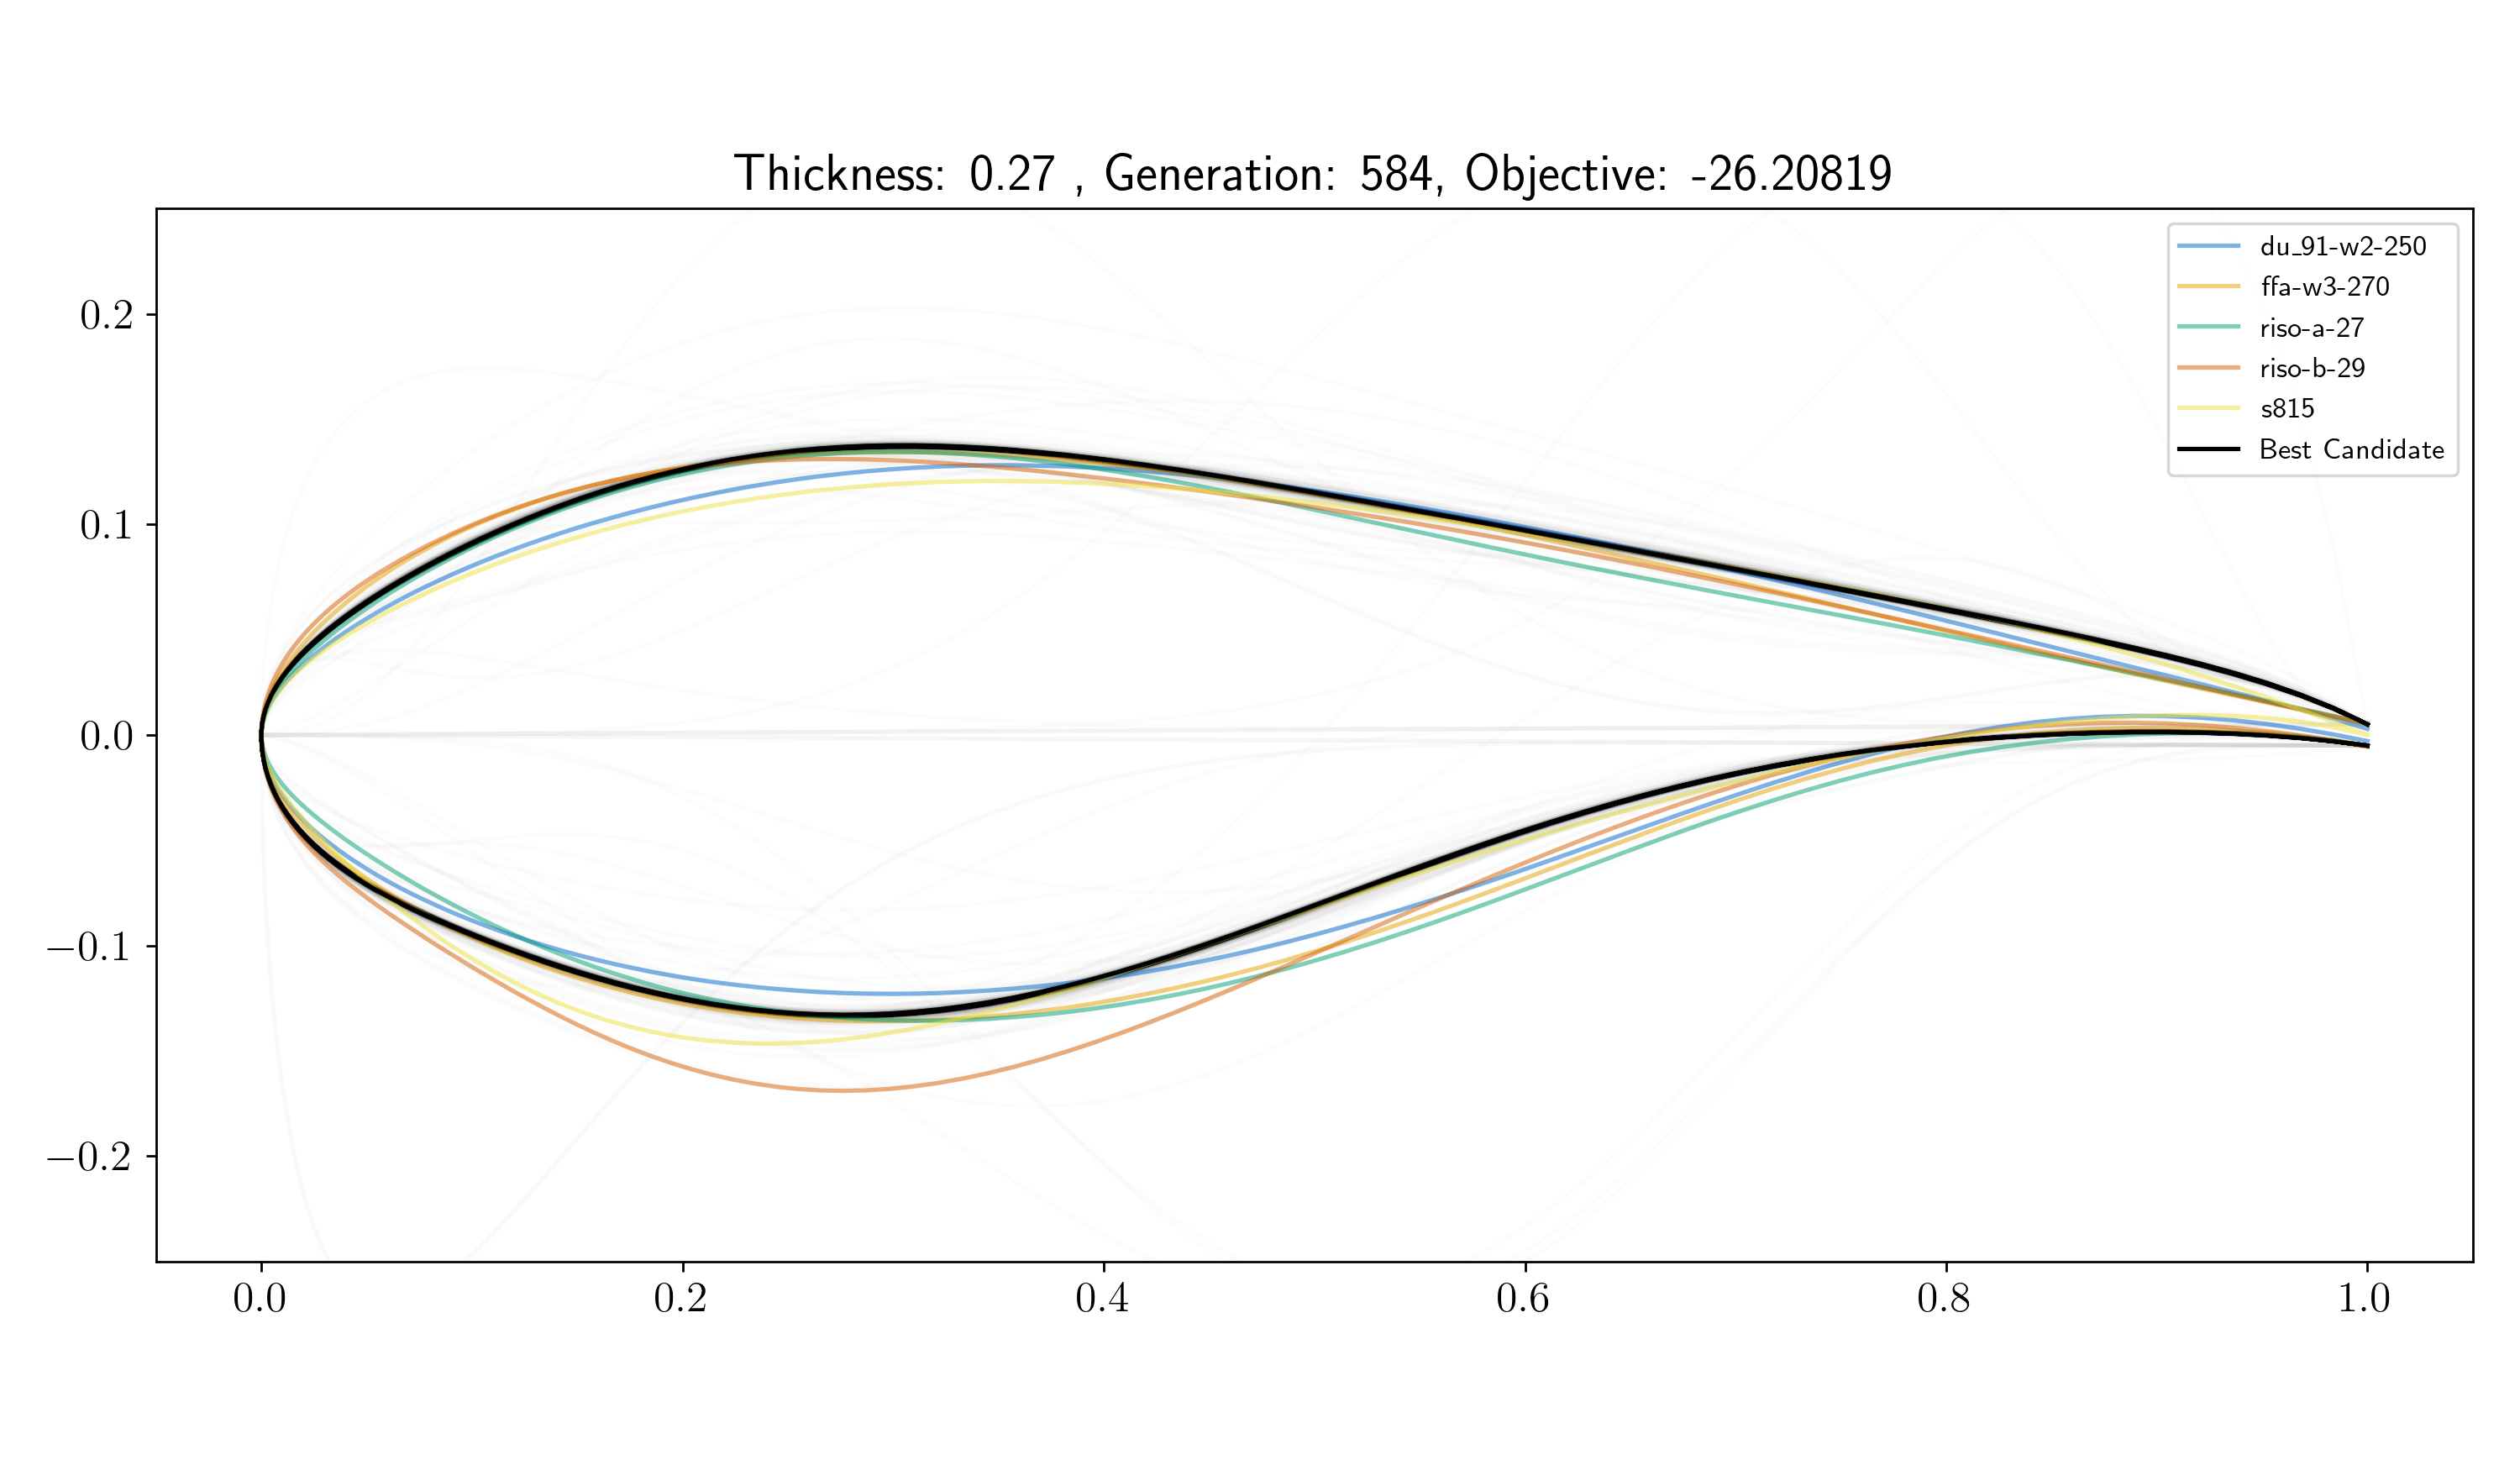 Thickness: 0.27 , Generation: 584, Objective: -26.20819
du_91-w2-250
ffa-w3-270
riso-a-27
riso-b-29
s815
Best Candidate
0.2
0.1
0.0
−0.1
−0.2
0.0 0.2 0.4 0.6 0.8 1.0